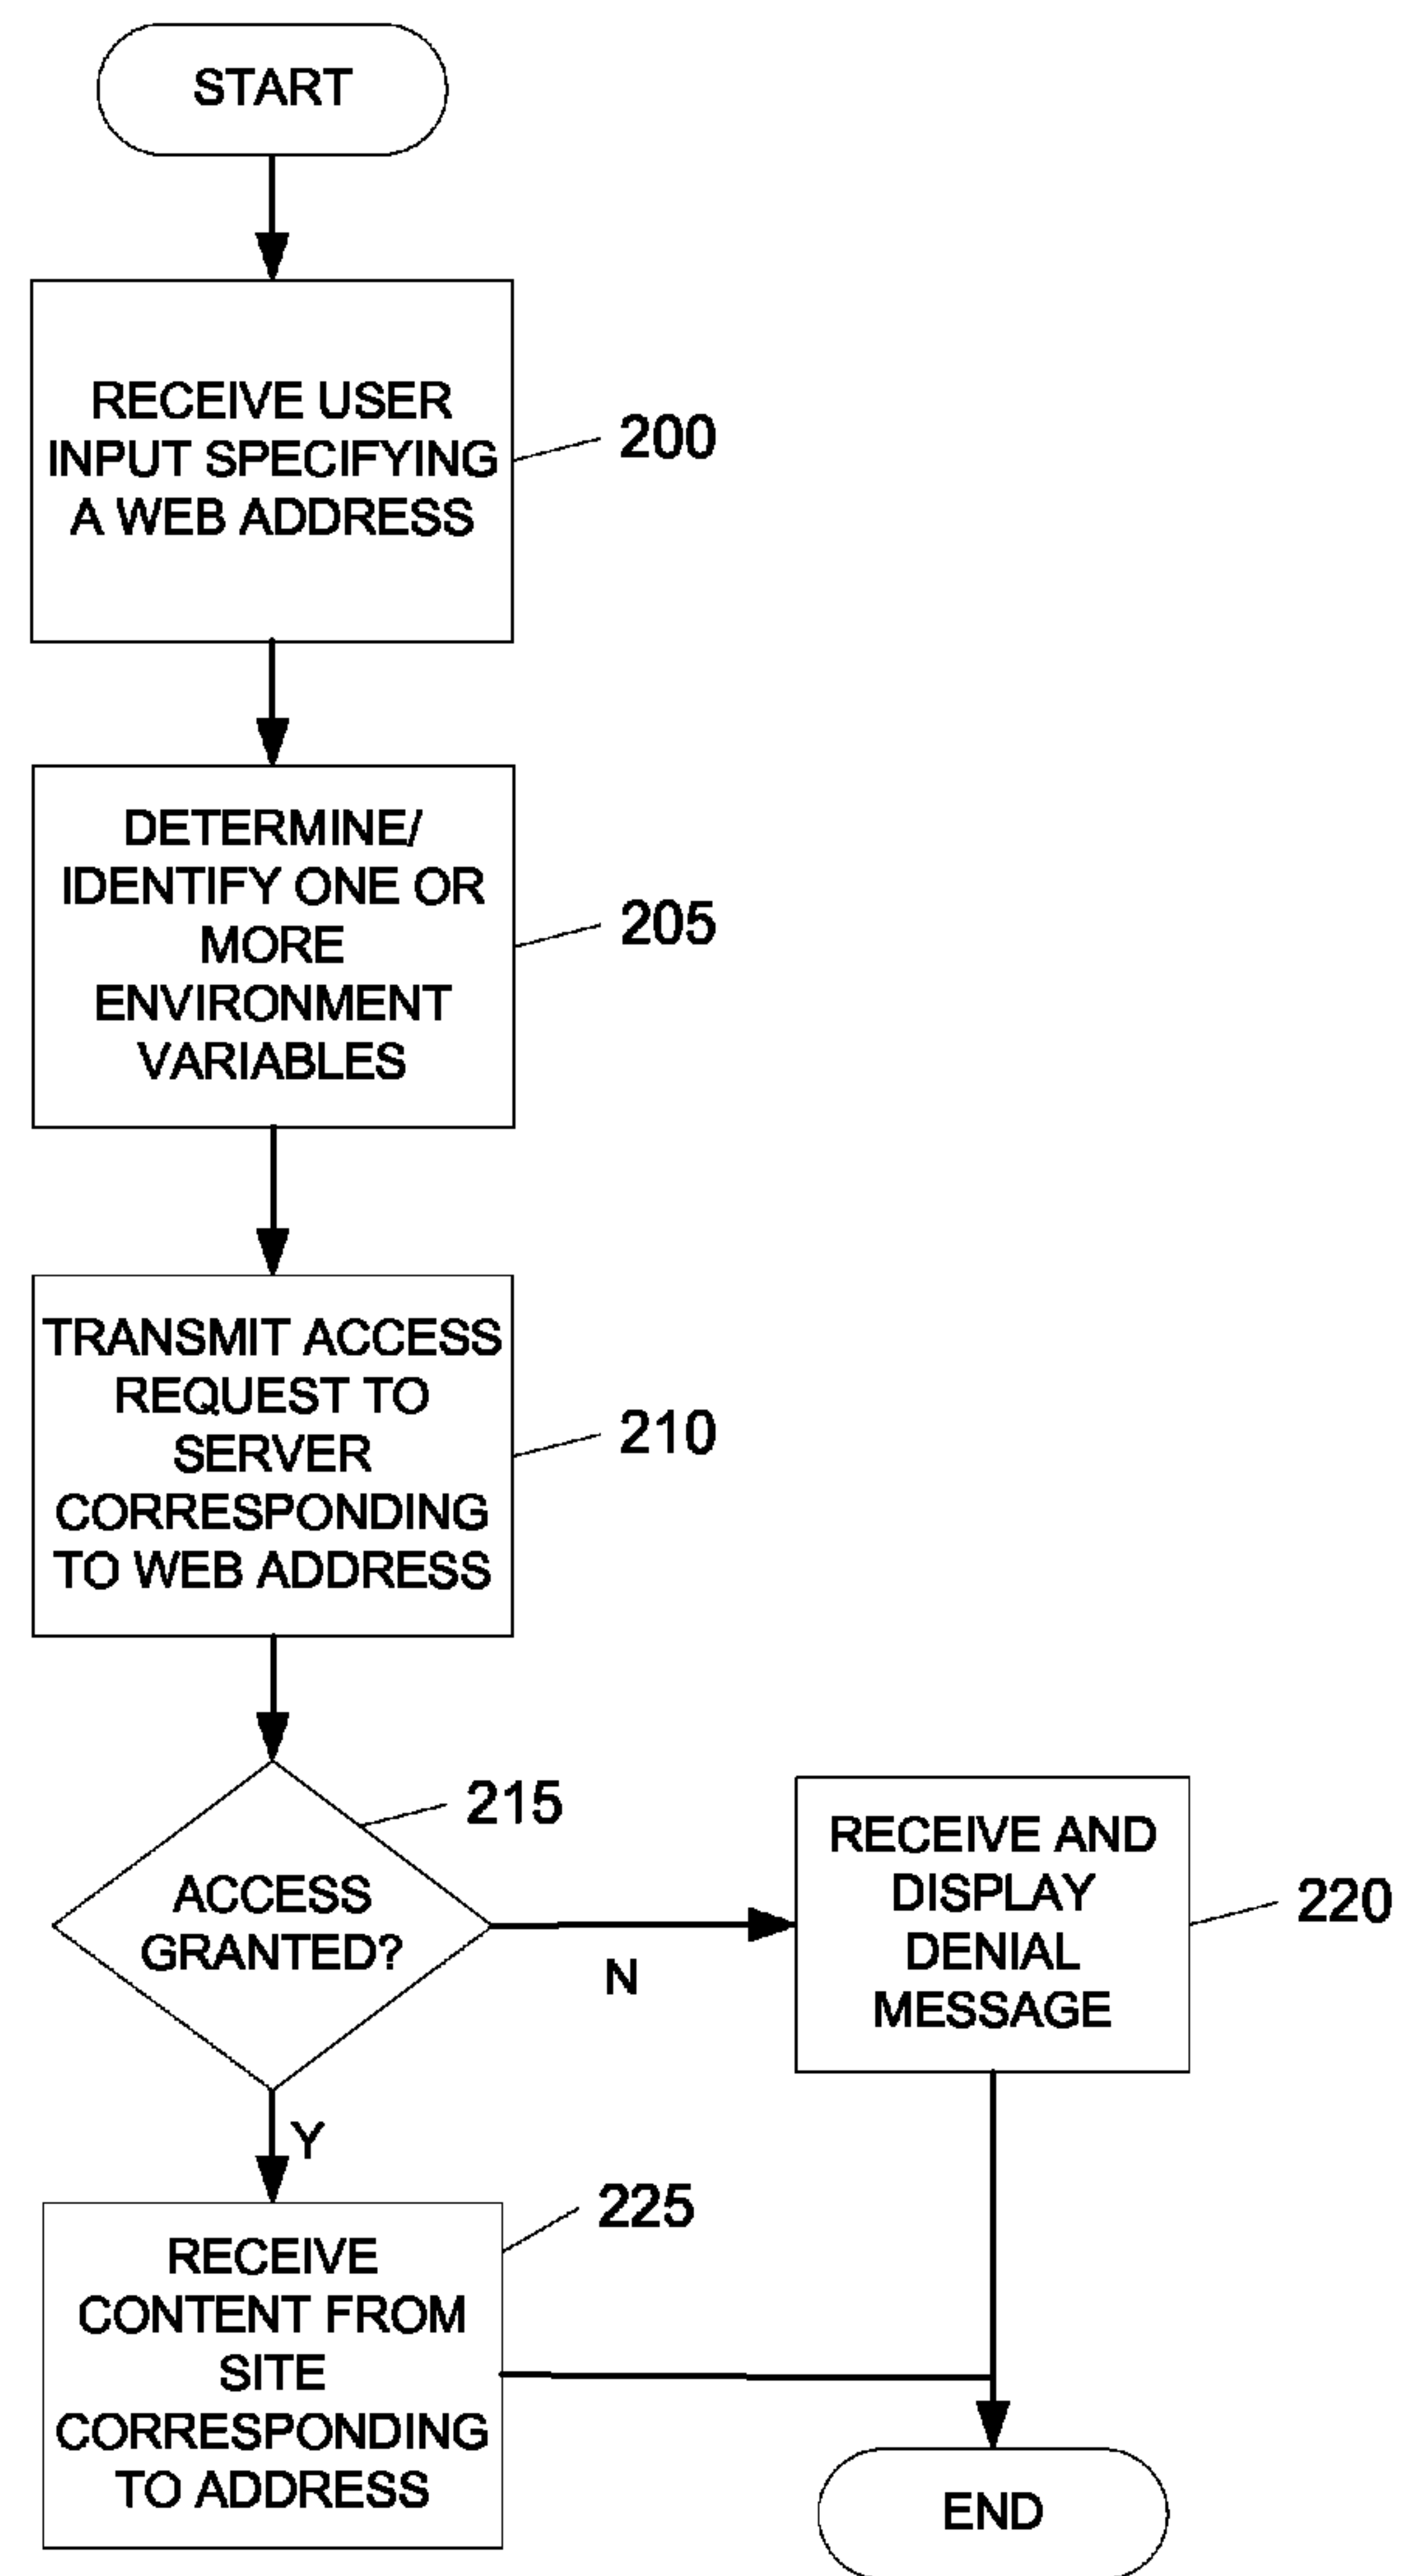 START
RECEIVE USER
INPUT SPECIFYING
A WEB ADDRESS
200
DETERMINE/
IDENTIFY ONE OR
MORE
ENVIRONMENT
VARIABLES
205
TRANSMIT ACCESS
REQUEST TO
SERVER
CORRESPONDING
TO WEB ADDRESS
210
ACCESS
GRANTED?
215
N
RECEIVE AND
DISPLAY
DENIAL
MESSAGE
220
Y
RECEIVE
CONTENT FROM
SITE
CORRESPONDING
TO ADDRESS
225
END